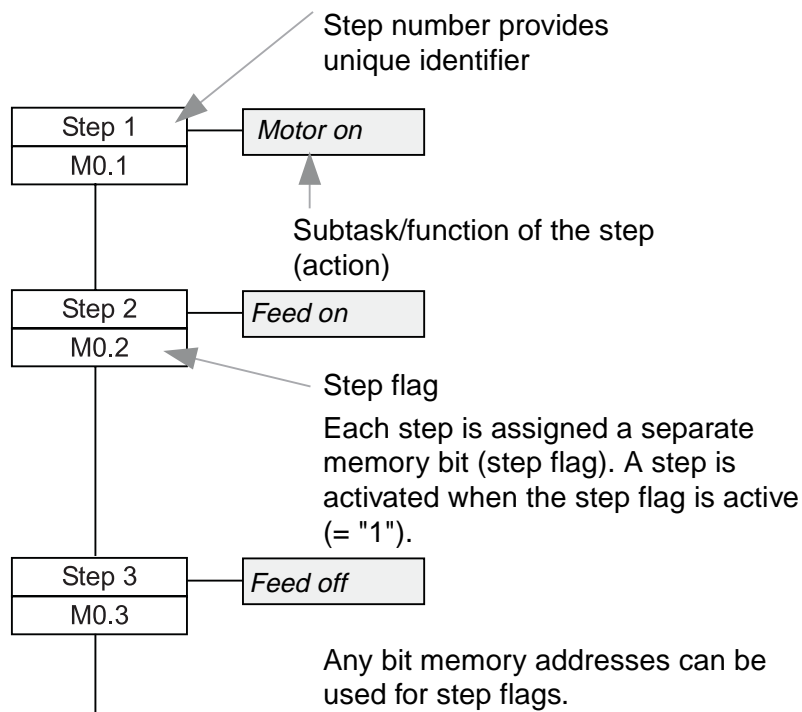 Step number provides
unique identifier
Step 1
Motor on
M0.1
Subtask/function of the step
(action)
Step 2
Feed on
M0.2
Step flag
Each step is assigned a separate
memory bit (step flag). A step is
activated when the step flag is active
(= "1").
Step 3
Feed off
M0.3
Any bit memory addresses can be
used for step flags.